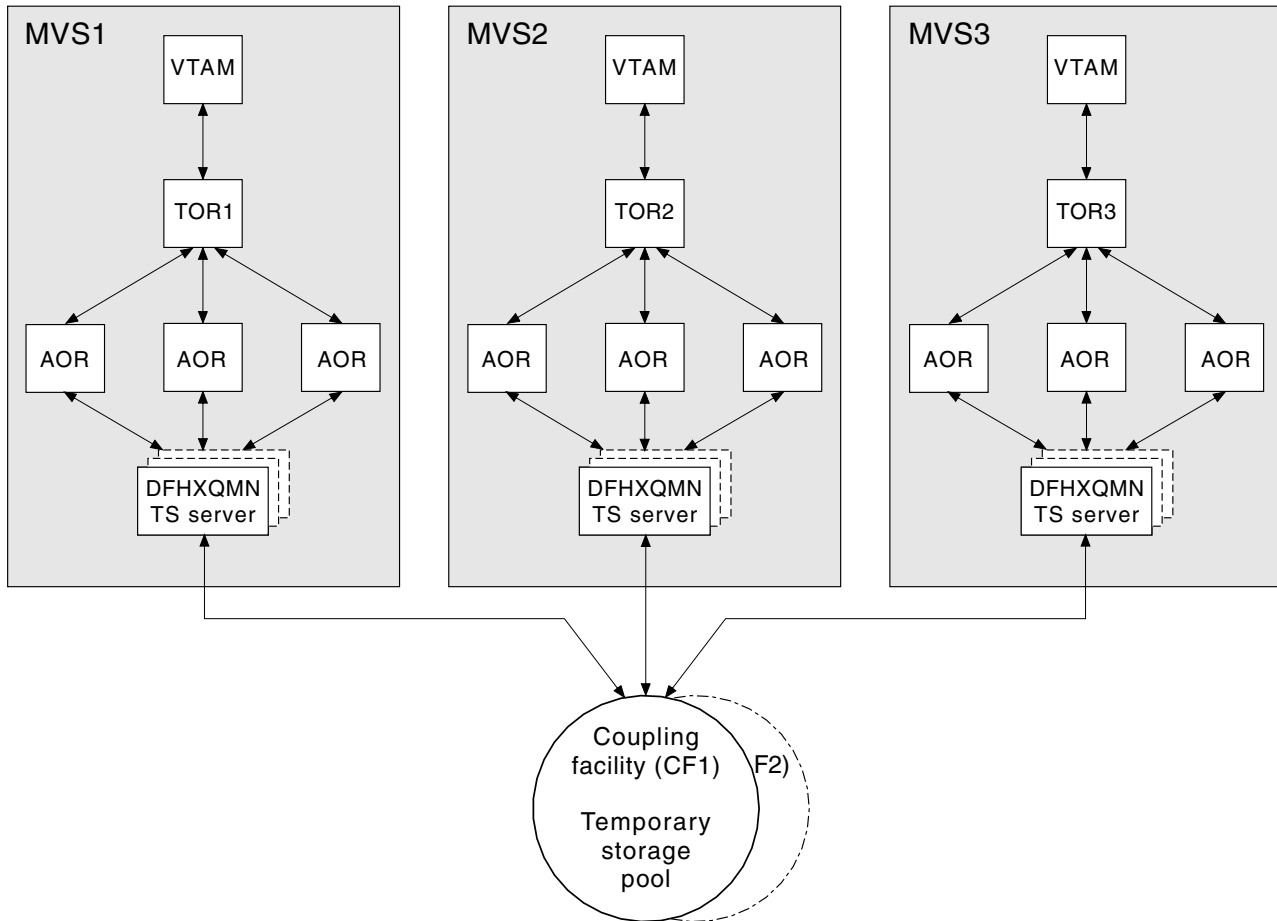 MVS1
VTAM
TOR1
AOR
AOR
AOR
DFHXQMN
TS server
MVS2
VTAM
TOR2
AOR
AOR
AOR
DFHXQMN
TS server
MVS3
VTAM
TOR3
AOR
AOR
AOR
DFHXQMN
TS server
Coupling
facility (CF1)
F2)
Temporary
storage
pool